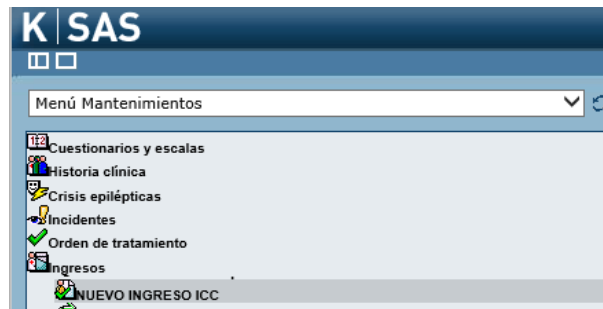 K|SAS
Menú Mantenimientos
Cuestionarios y escalas
Historia clínica
Crisis epilépticas
Incidentes
Orden de tratamiento
Ingresos
NUEVO INGRESO ICC